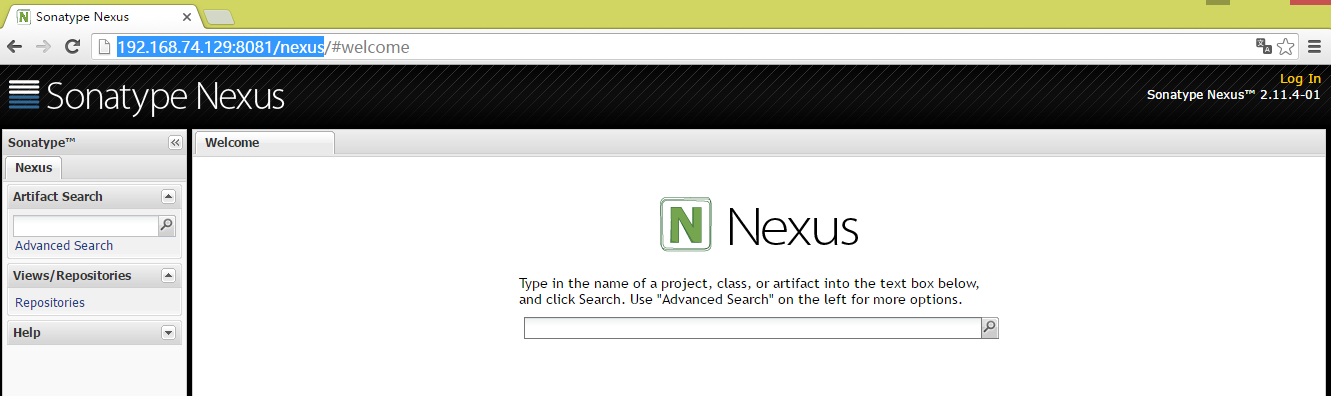 Sonatype Nexus
192.168.74.129:8081/nexus/#welcome
Sonatype Nexus
Log In
Sonatype Nexus™ 2.11.4-01
Sonatype™
Welcome
Nexus
Artifact Search
Advanced Search
Views/Repositories
Repositories
Help
N Nexus
Type in the name of a project, class, or artifact into the text box below,
and click Search. Use "Advanced Search" on the left for more options.